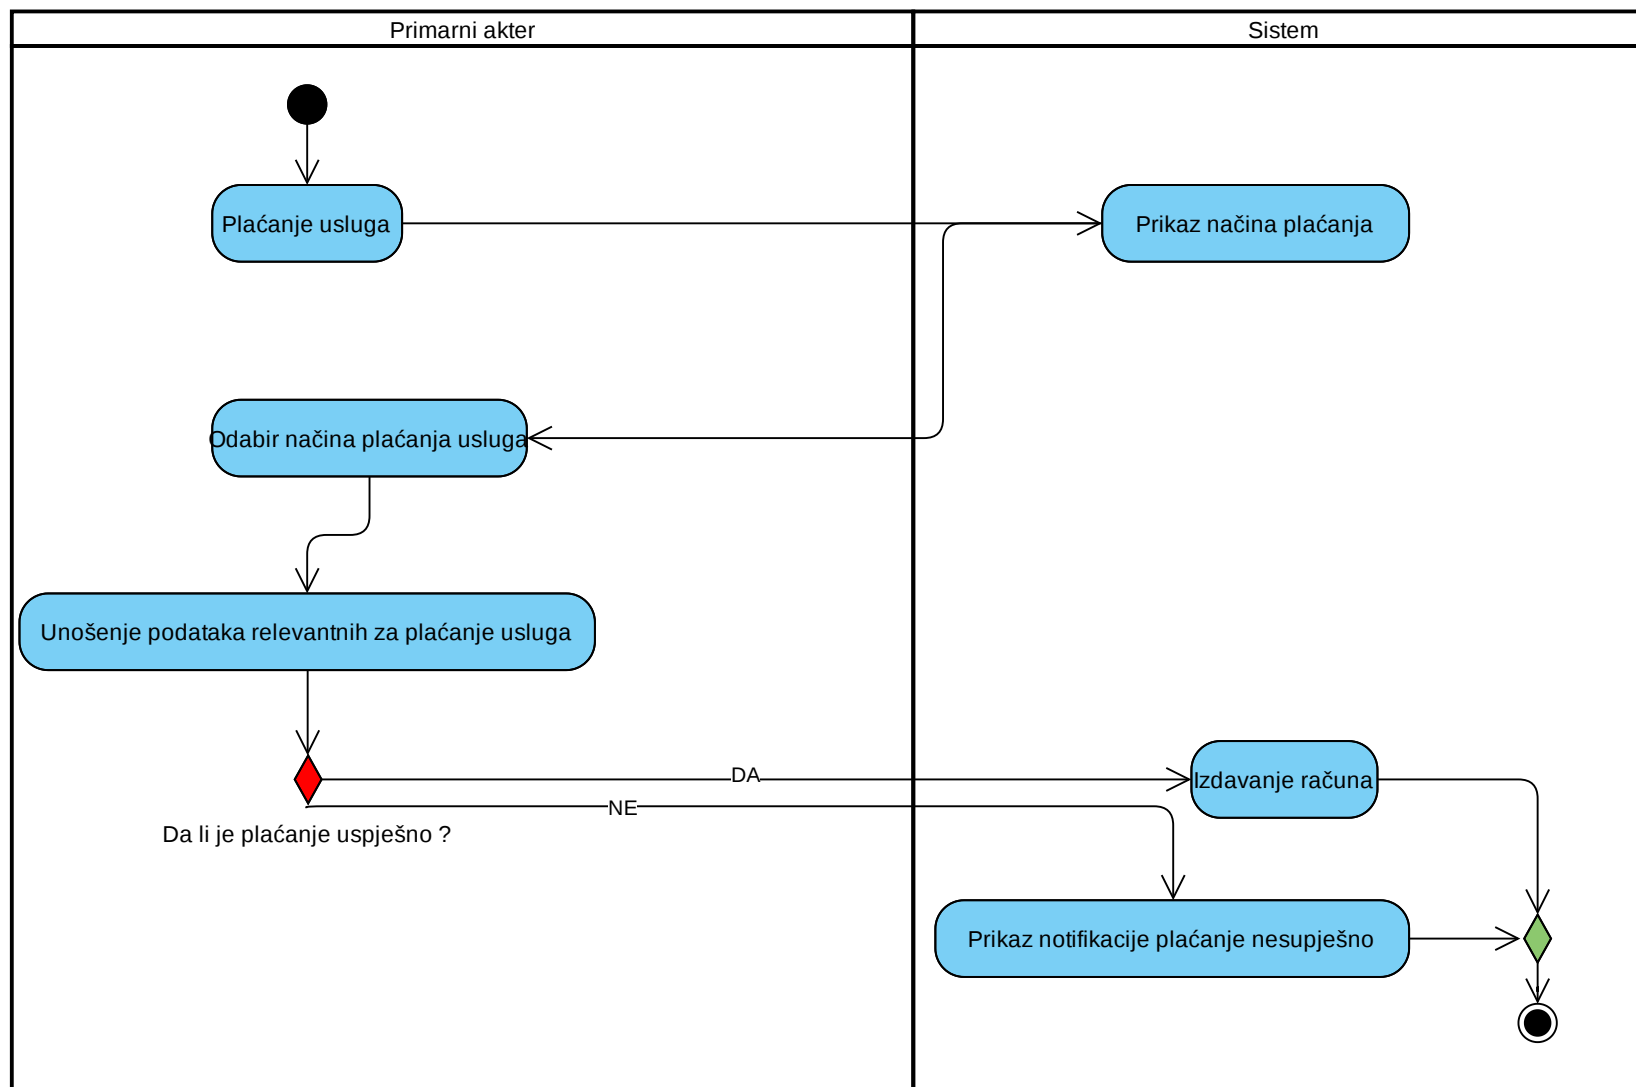 Primarni akter
Sistem
Plaćanje usluga
Prikaz načina plaćanja
Odabir načina plaćanja usluga
Unošenje podataka relevantnih za plaćanje usluga
DA
Izdavanje računa
NE
Da li je plaćanje uspješno ?
Prikaz notifikacije plaćanje nesupješno